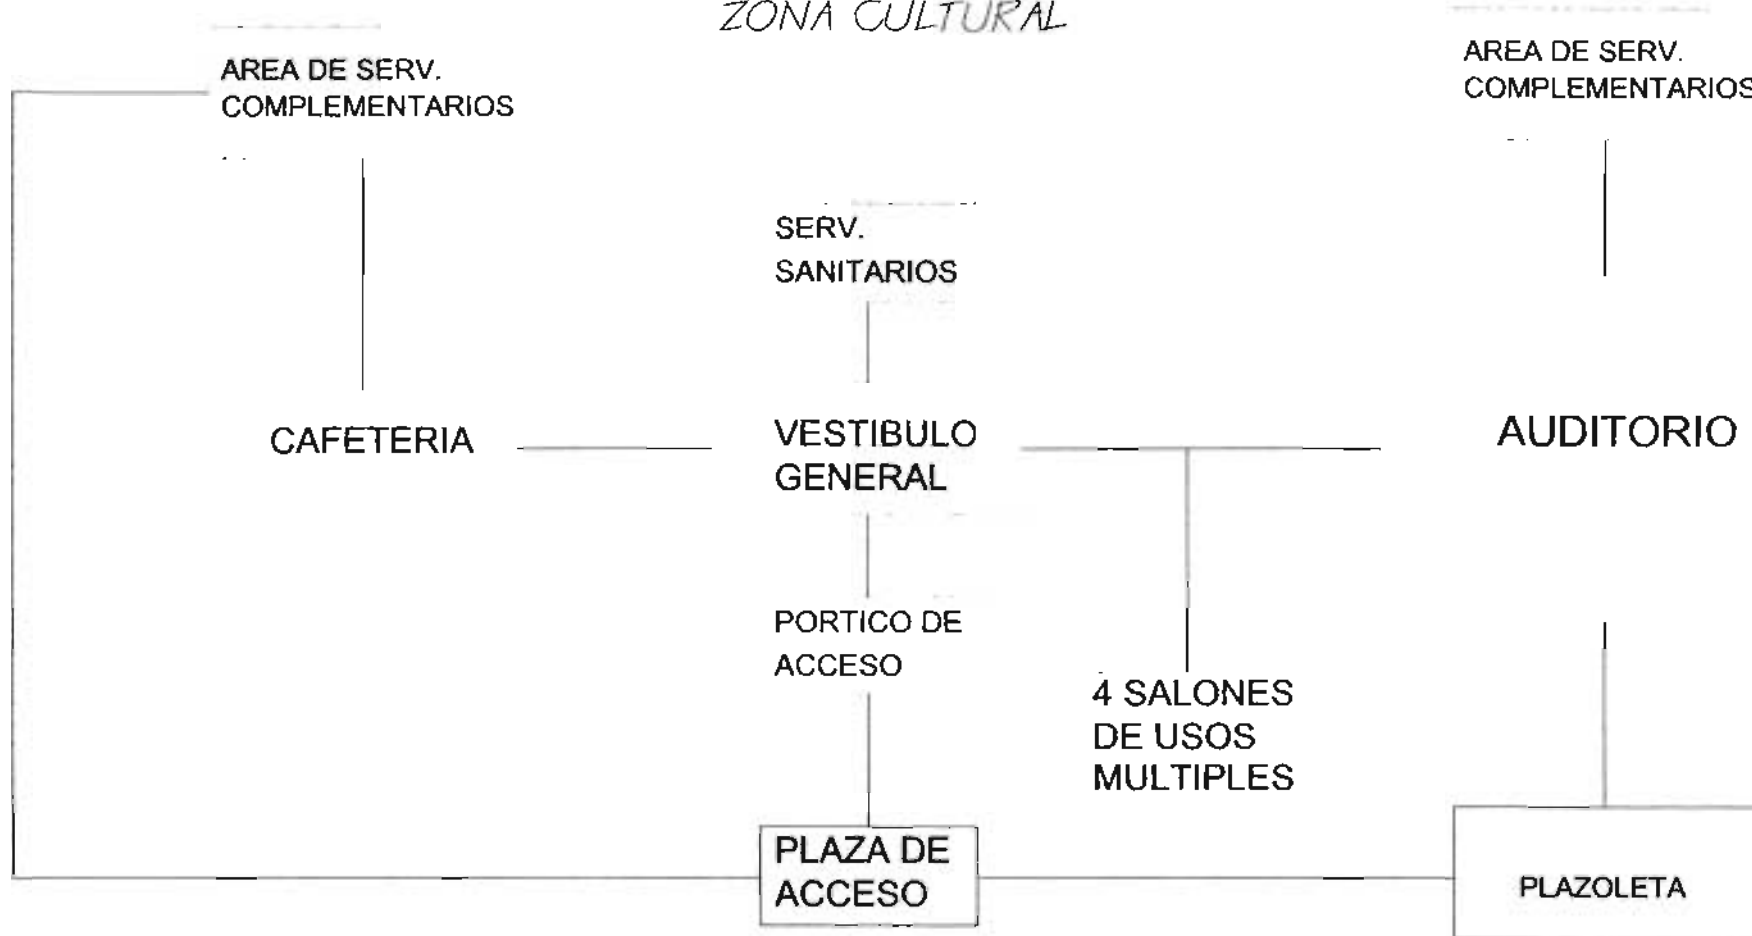 ZONA CULTURAL
AREA DE SERV.
COMPLEMENTARIOS
AREA DE SERV.
COMPLEMENTARIOS
SERV.
SANITARIOS
CAFETERIA
VESTIBULO
GENERAL
AUDITORIO
PORTICO DE
ACCESO
4 SALONES
DE USOS
MULTIPLES
PLAZA DE
ACCESO
PLAZOLETA